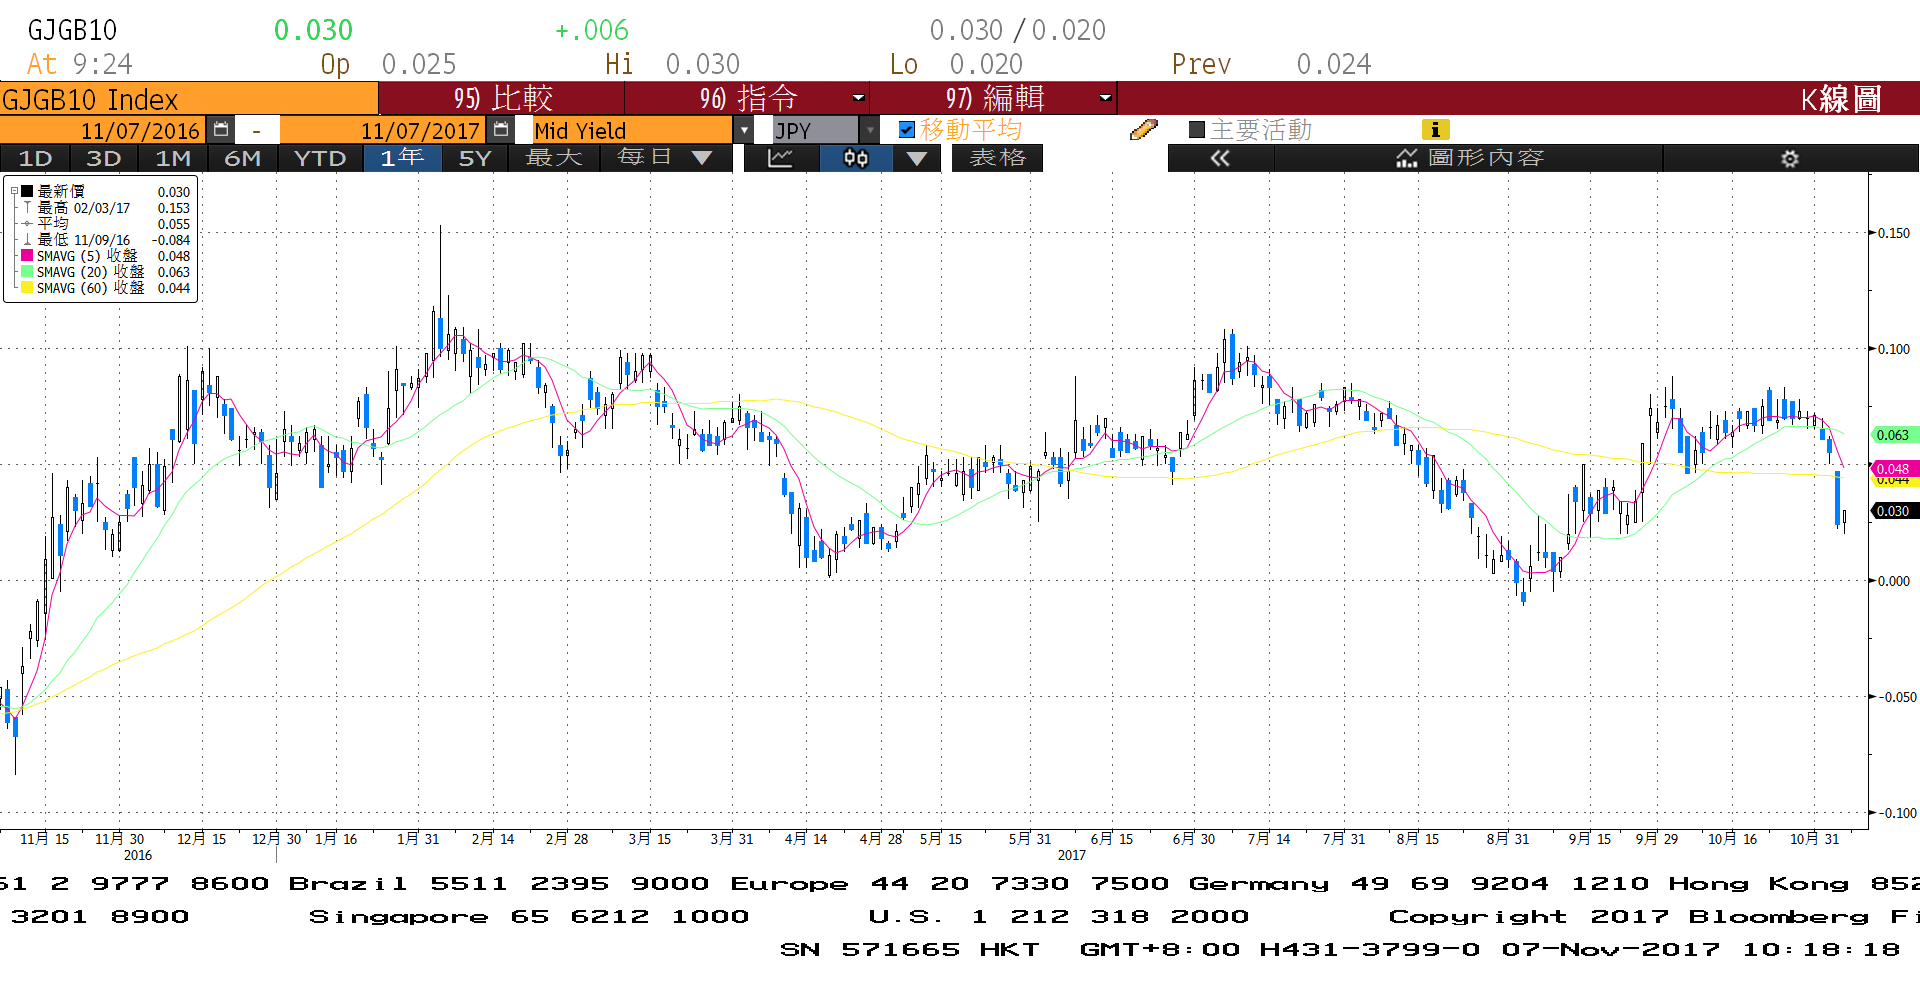 GJGB10 0.030 +.006 0.030 / 0.020
At 9:24 Op 0.025 Hi 0.030 Lo 0.020 Prev 0.024
GJGB10 Index 95) 比較 96) 指令 97) 編輯 K線圖
11/07/2016 - 11/07/2017 Mid Yield JPY 移動平均 主要活動
1D 3D 1M 6M YTD 1年 5Y 最大 每日 表格 圖形內容
最新價 0.030
最高 02/03/17 0.153
平均 0.055
最低 11/09/16 -0.084
SMAVG (5) 收盤 0.048
SMAVG (20) 收盤 0.063
SMAVG (60) 收盤 0.044
0.150
0.100
0.063
0.048
0.044
0.030
0.000
-0.050
-0.100
11月 15 11月 30 12月 15 12月 30 1月 16 1月 31 2月 14 2月 28 3月 15 3月 31 4月 14 4月 28 5月 15 5月 31 6月 15 6月 30 7月 14 7月 31 8月 15 8月 31 9月 15 9月 29 10月 16 10月 31
2016 2017
61 2 9777 8600 Brazil 5511 2395 9000 Europe 44 20 7330 7500 Germany 49 69 9204 1210 Hong Kong 852
3201 8900 Singapore 65 6212 1000 U.S. 1 212 318 2000 Copyright 2017 Bloomberg Fi
SN 571665 HKT GMT+8:00 H431-3799-0 07-Nov-2017 10:18:18